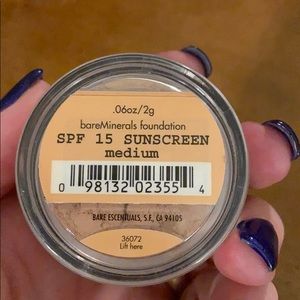 .06oz/2g
bareMinerals foundation
SPF 15 SUNSCREEN
medium
0 98132 02355 4
BARE ESCENTUALS, S.F., CA 94105
36072
Lift here